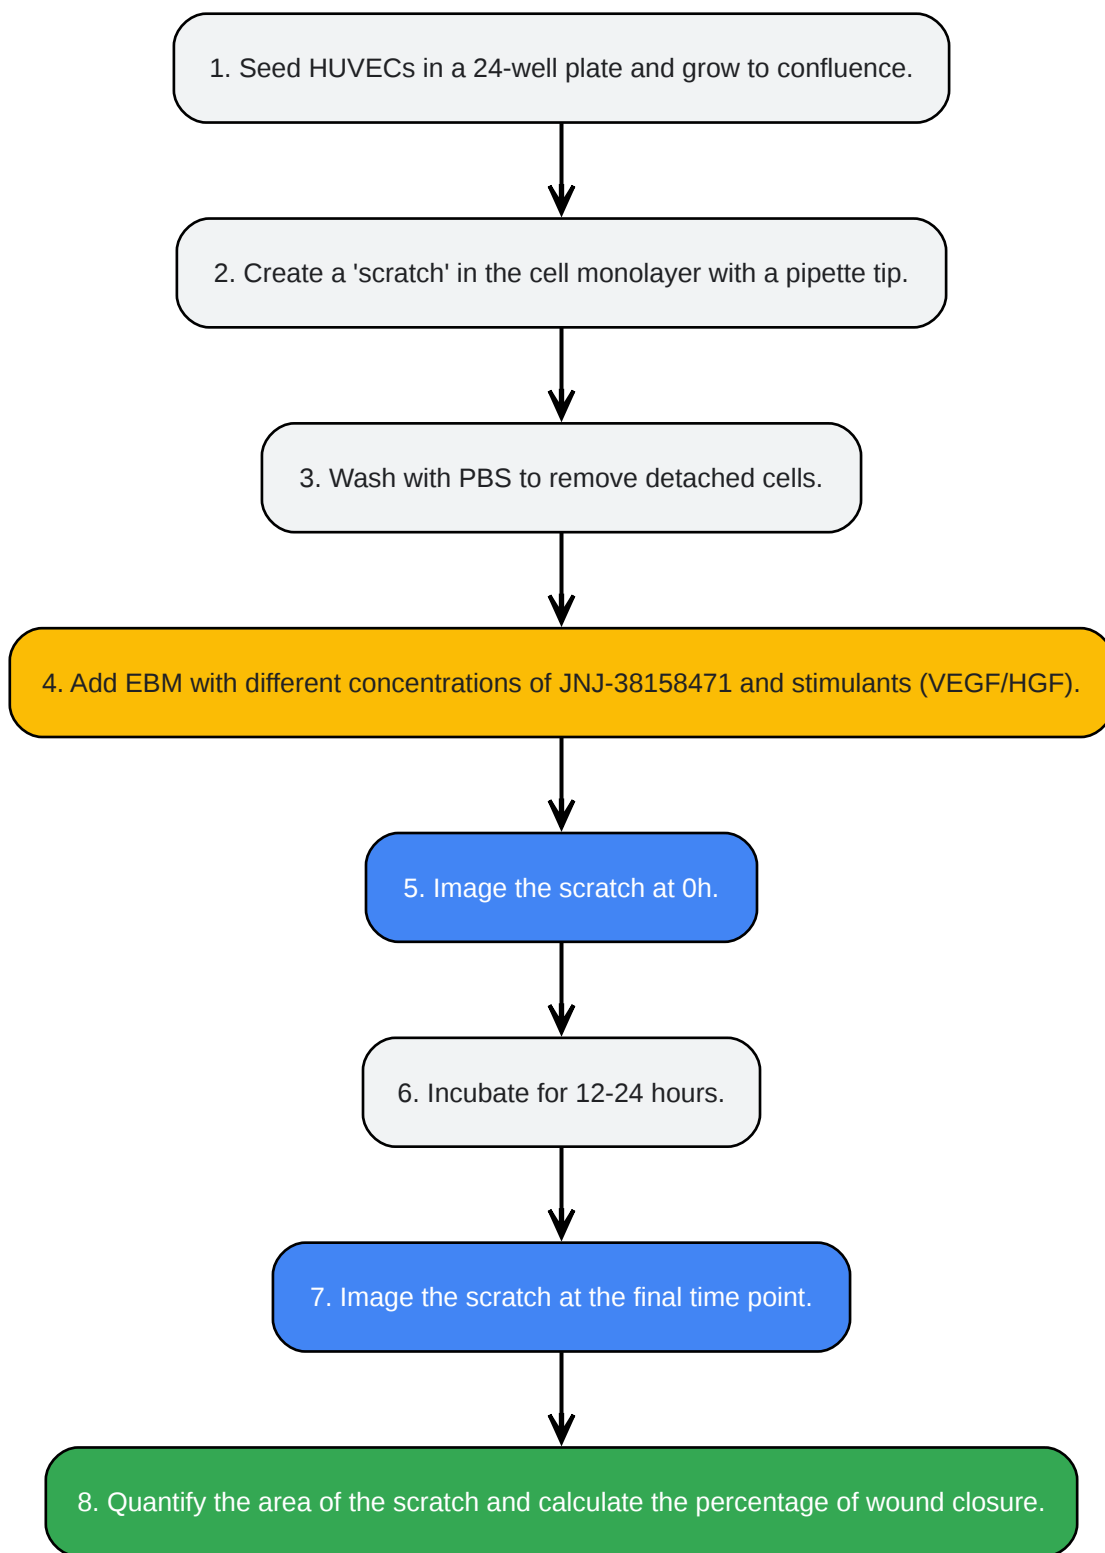 1. Seed HUVECs in a 24-well plate and grow to confluence.
2. Create a 'scratch' in the cell monolayer with a pipette tip.
3. Wash with PBS to remove detached cells.
4. Add EBM with different concentrations of JNJ-38158471 and stimulants (VEGF/HGF).
5. Image the scratch at 0h.
6. Incubate for 12-24 hours.
7. Image the scratch at the final time point.
8. Quantify the area of the scratch and calculate the percentage of wound closure.